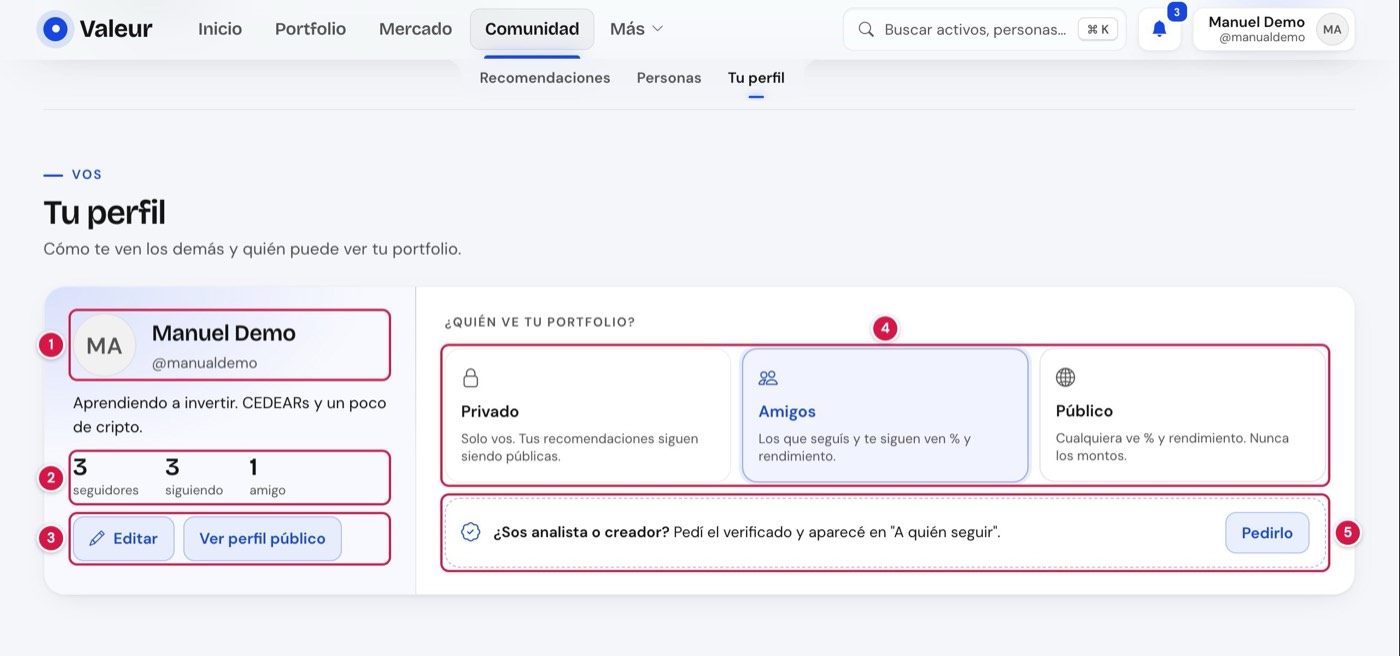 Valeur
Inicio
Portfolio
Mercado
Comunidad
Más
Buscar activos, personas...
⌘ K
3
Manuel Demo
@manualdemo
MA
Recomendaciones
Personas
Tu perfil
VOS
Tu perfil
Cómo te ven los demás y quién puede ver tu portfolio.
1
MA
Manuel Demo
@manualdemo
Aprendiendo a invertir. CEDEARs y un poco
de cripto.
2
3
seguidores
3
siguiendo
1
amigo
3
Editar
Ver perfil público
¿QUIÉN VE TU PORTFOLIO?
4
Privado
Solo vos. Tus recomendaciones siguen
siendo públicas.
Amigos
Los que seguís y te siguen ven % y
rendimiento.
Público
Cualquiera ve % y rendimiento. Nunca
los montos.
¿Sos analista o creador? Pedí el verificado y aparecé en "A quién seguir".
Pedirlo
5